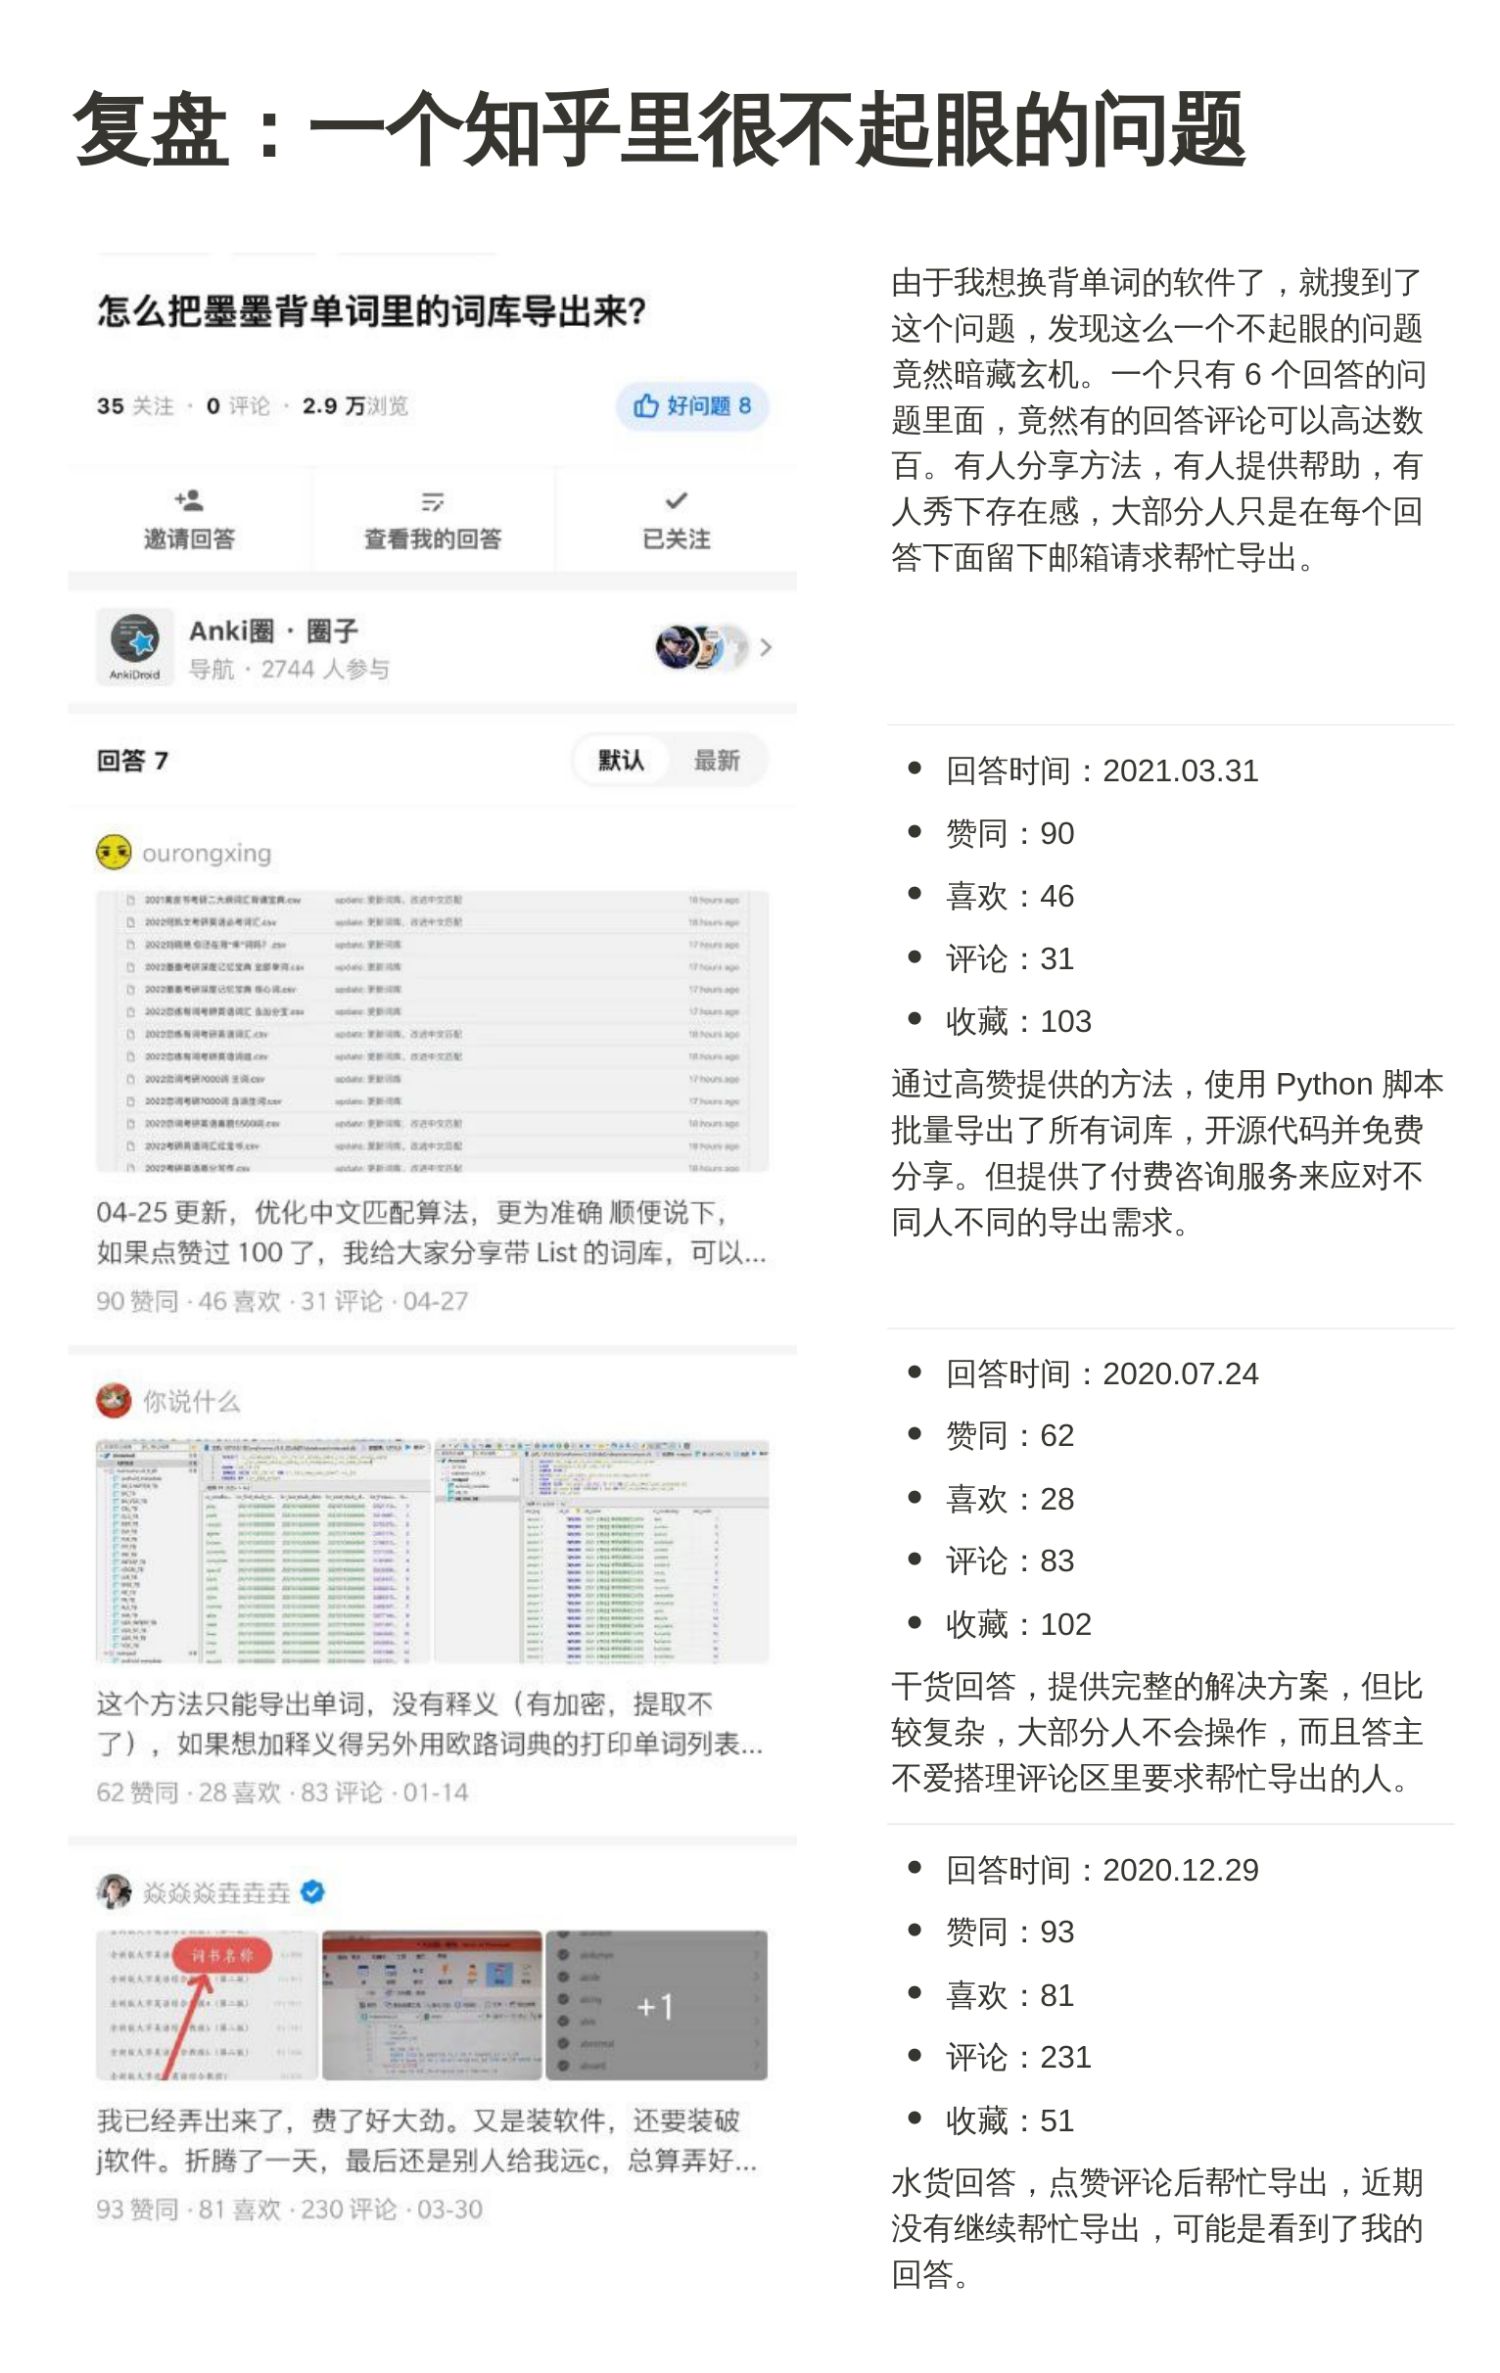 复盘：一个知乎里很不起眼的问题
怎么把墨墨背单词里的词库导出来?
35 关注 · 0 评论 · 2.9 万浏览
好问题 8
邀请回答
查看我的回答
已关注
AnkiDroid
Anki圈 · 圈子
导航 · 2744 人参与
回答 7
默认
最新
由于我想换背单词的软件了，就搜到了
这个问题，发现这么一个不起眼的问题
竟然暗藏玄机。一个只有 6 个回答的问
题里面，竟然有的回答评论可以高达数
百。有人分享方法，有人提供帮助，有
人秀下存在感，大部分人只是在每个回
答下面留下邮箱请求帮忙导出。
ourongxing
04-25 更新，优化中文匹配算法，更为准确 顺便说下，
如果点赞过 100 了，我给大家分享带 List 的词库，可以...
90 赞同 · 46 喜欢 · 31 评论 · 04-27
• 回答时间：2021.03.31
• 赞同：90
• 喜欢：46
• 评论：31
• 收藏：103
通过高赞提供的方法，使用 Python 脚本
批量导出了所有词库，开源代码并免费
分享。但提供了付费咨询服务来应对不
同人不同的导出需求。
你说什么
这个方法只能导出单词，没有释义（有加密，提取不
了），如果想加释义得另外用欧路词典的打印单词列表...
62 赞同 · 28 喜欢 · 83 评论 · 01-14
• 回答时间：2020.07.24
• 赞同：62
• 喜欢：28
• 评论：83
• 收藏：102
干货回答，提供完整的解决方案，但比
较复杂，大部分人不会操作，而且答主
不爱搭理评论区里要求帮忙导出的人。
焱焱焱垚垚垚
词书名称
+1
我已经弄出来了，费了好大劲。又是装软件，还要装破
j软件。折腾了一天，最后还是别人给我远c，总算弄好...
93 赞同 · 81 喜欢 · 230 评论 · 03-30
• 回答时间：2020.12.29
• 赞同：93
• 喜欢：81
• 评论：231
• 收藏：51
水货回答，点赞评论后帮忙导出，近期
没有继续帮忙导出，可能是看到了我的
回答。